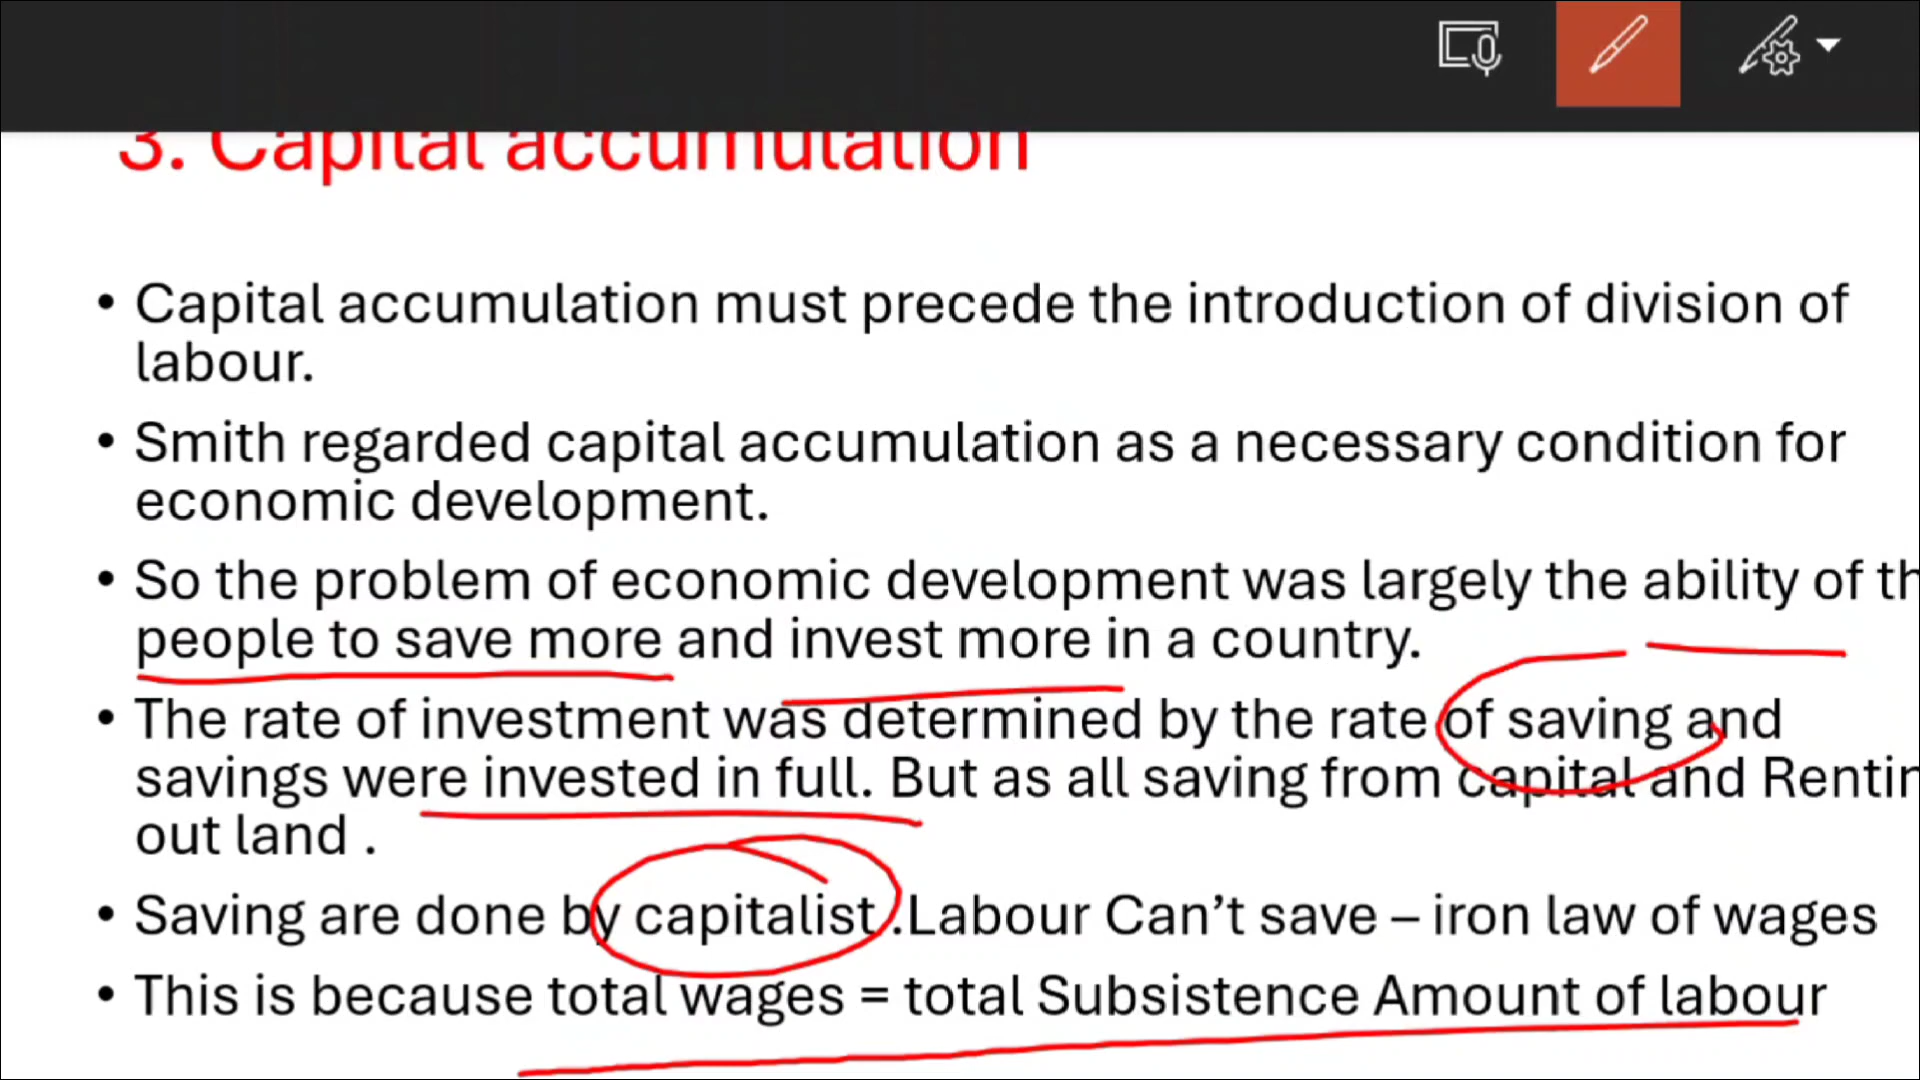 3. Capital accumulation
• Capital accumulation must precede the introduction of division of
labour.
• Smith regarded capital accumulation as a necessary condition for
economic development.
• So the problem of economic development was largely the ability of th
people to save more and invest more in a country.
• The rate of investment was determined by the rate of saving and
savings were invested in full. But as all saving from capital and Rentin
out land .
• Saving are done by capitalist .Labour Can’t save – iron law of wages
• This is because total wages = total Subsistence Amount of labour